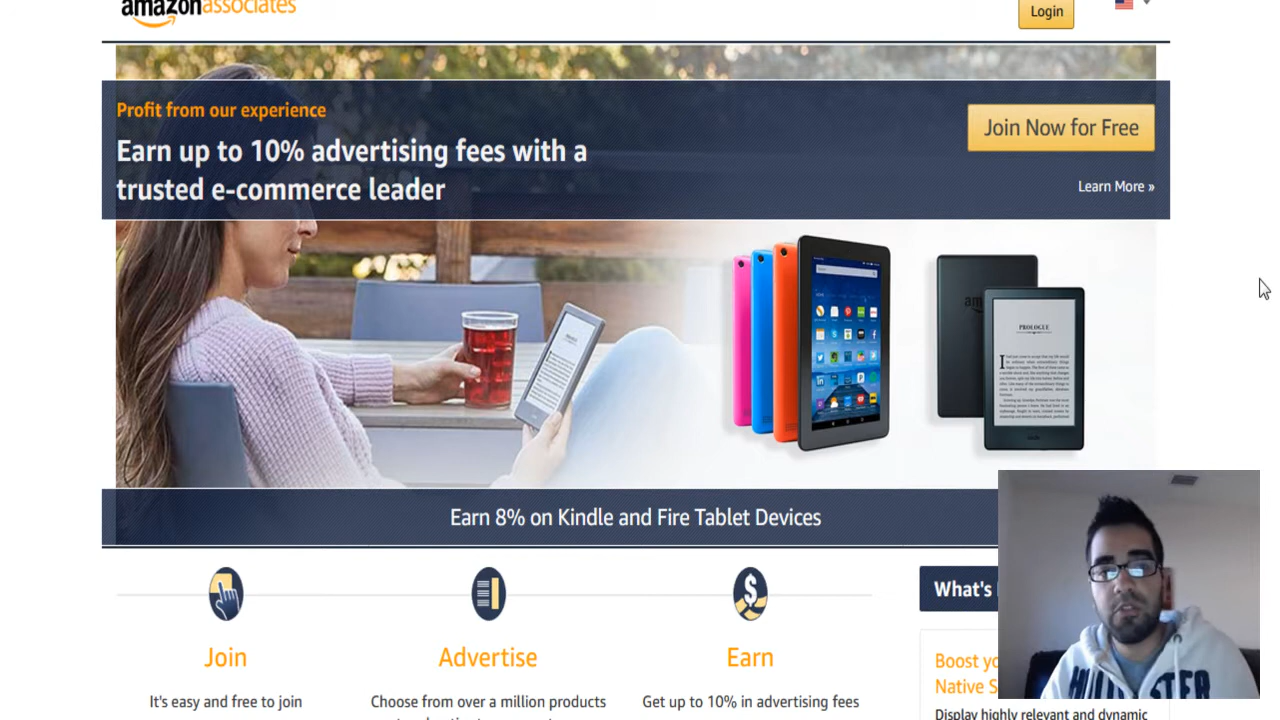 amazonassociates
Login
Profit from our experience
Join Now for Free
Earn up to 10% advertising fees with a
trusted e-commerce leader
Learn More »
PROLOGUE
Earn 8% on Kindle and Fire Tablet Devices
What's
Join
Advertise
Earn
Boost
Native
It's easy and free to join
Choose from over a million products
Get up to 10% in advertising fees
Display highly relevant and dynamic